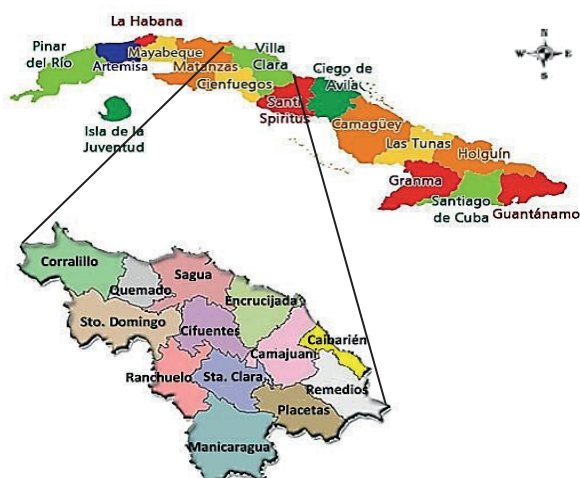 La Habana
N
W E
S
Pinar
del Río
Artemisa
Mayabeque
Matanzas
Villa
Clara
Cienfuegos
Sancti
Spíritus
Ciego de
Avila
Isla de la
Juventud
Camagüey
Las Tunas
Holguín
Granma
Santiago
de Cuba
Guantánamo
Corralillo
Quemado
Sagua
Encrucijada
Sto. Domingo
Cifuentes
Camajuaní
Caibarién
Ranchuelo
Sta. Clara
Remedios
Placetas
Manicaragua